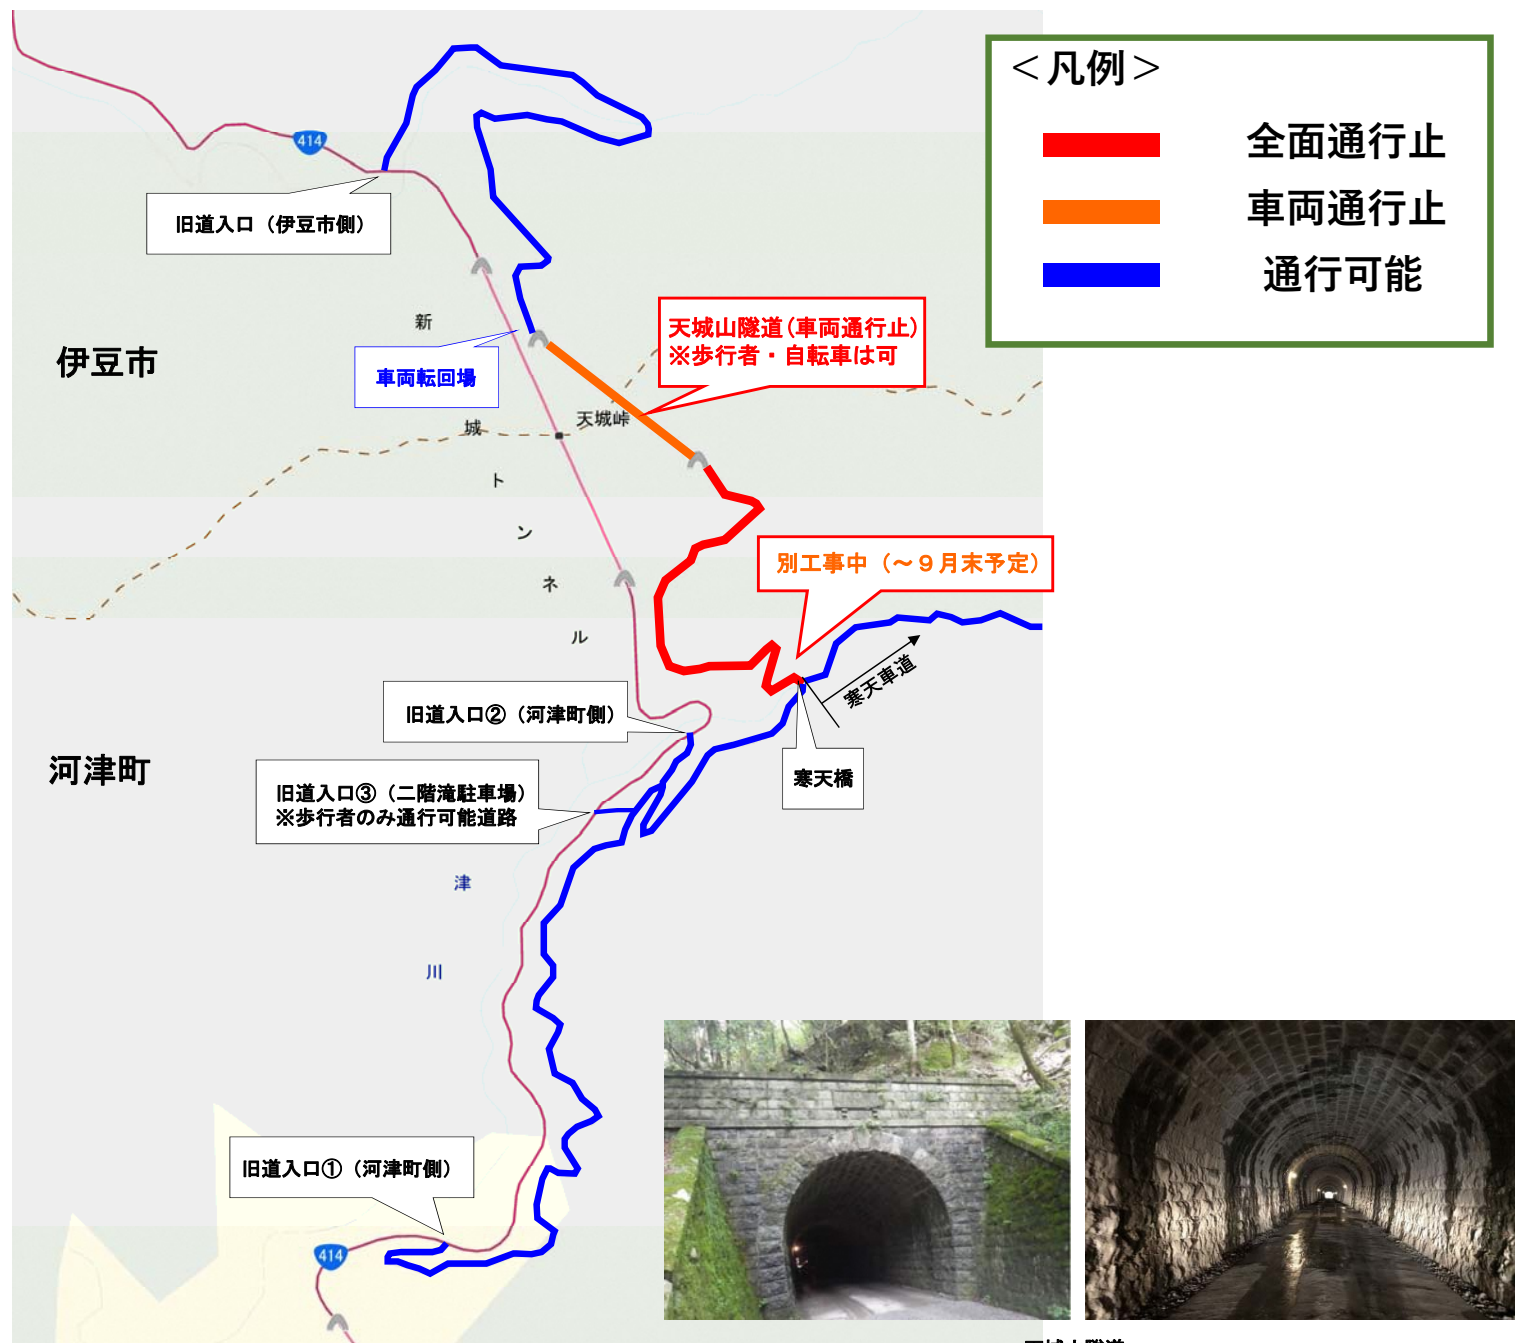 ＜凡例＞
全面通行止
車両通行止
通行可能
414
旧道入口（伊豆市側）
伊豆市
新
城
ト
ン
ネ
ル
車両転回場
天城山隧道(車両通行止)
※歩行者・自転車は可
天城峠
別工事中（～９月末予定）
寒天車道
寒天橋
旧道入口②（河津町側）
河津町
旧道入口③（二階滝駐車場）
※歩行者のみ通行可能道路
津
川
旧道入口①（河津町側）
414